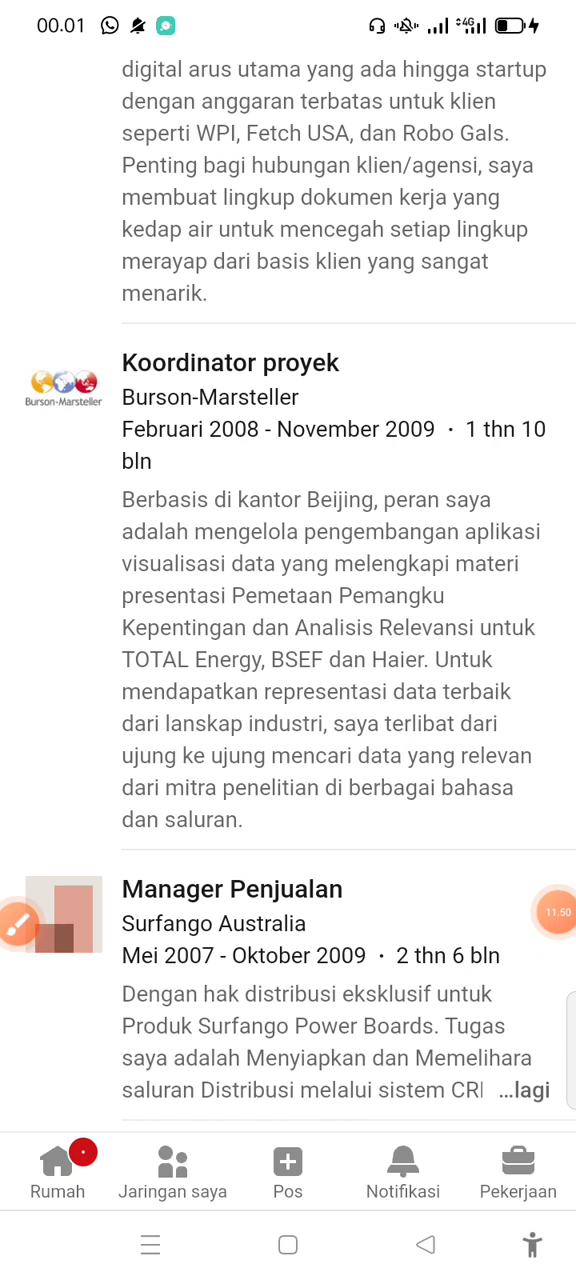 00.01
4G
digital arus utama yang ada hingga startup
dengan anggaran terbatas untuk klien
seperti WPI, Fetch USA, dan Robo Gals.
Penting bagi hubungan klien/agensi, saya
membuat lingkup dokumen kerja yang
kedap air untuk mencegah setiap lingkup
merayap dari basis klien yang sangat
menarik.
Koordinator proyek
Burson-Marsteller
Burson-Marsteller
Februari 2008 - November 2009 · 1 thn 10
bln
Berbasis di kantor Beijing, peran saya
adalah mengelola pengembangan aplikasi
visualisasi data yang melengkapi materi
presentasi Pemetaan Pemangku
Kepentingan dan Analisis Relevansi untuk
TOTAL Energy, BSEF dan Haier. Untuk
mendapatkan representasi data terbaik
dari lanskap industri, saya terlibat dari
ujung ke ujung mencari data yang relevan
dari mitra penelitian di berbagai bahasa
dan saluran.
Manager Penjualan
Surfango Australia
11.50
Mei 2007 - Oktober 2009 · 2 thn 6 bln
Dengan hak distribusi eksklusif untuk
Produk Surfango Power Boards. Tugas
saya adalah Menyiapkan dan Memelihara
saluran Distribusi melalui sistem CRI ...lagi
Rumah Jaringan saya Pos Notifikasi Pekerjaan